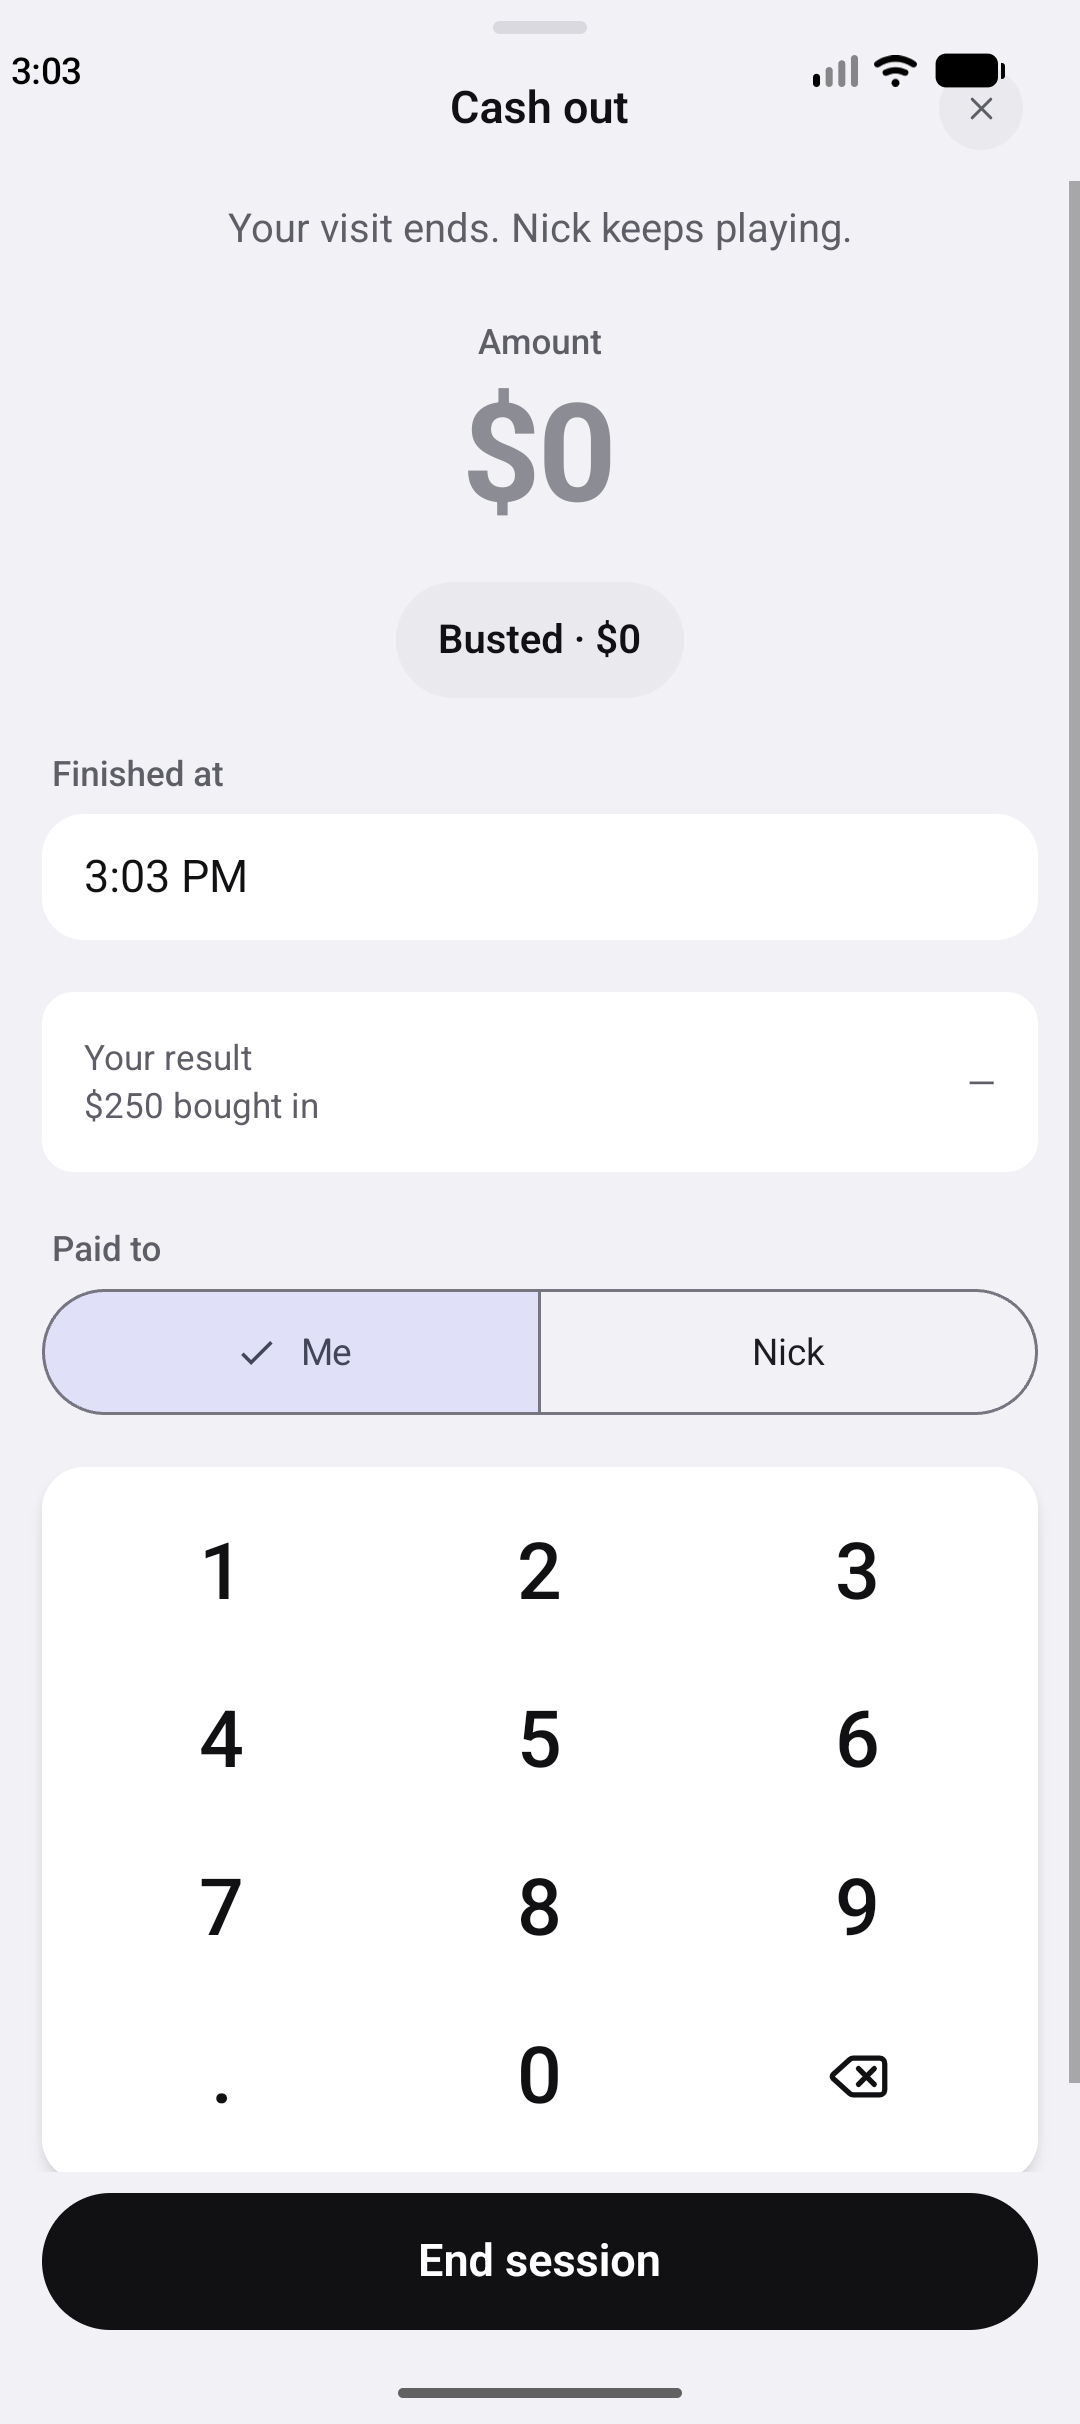 3:03
Cash out
Your visit ends. Nick keeps playing.
Amount
$0
Busted · $0
Finished at
3:03 PM
Your result
$250 bought in
—
Paid to
Me
Nick
1 2 3
4 5 6
7 8 9
. 0
End session